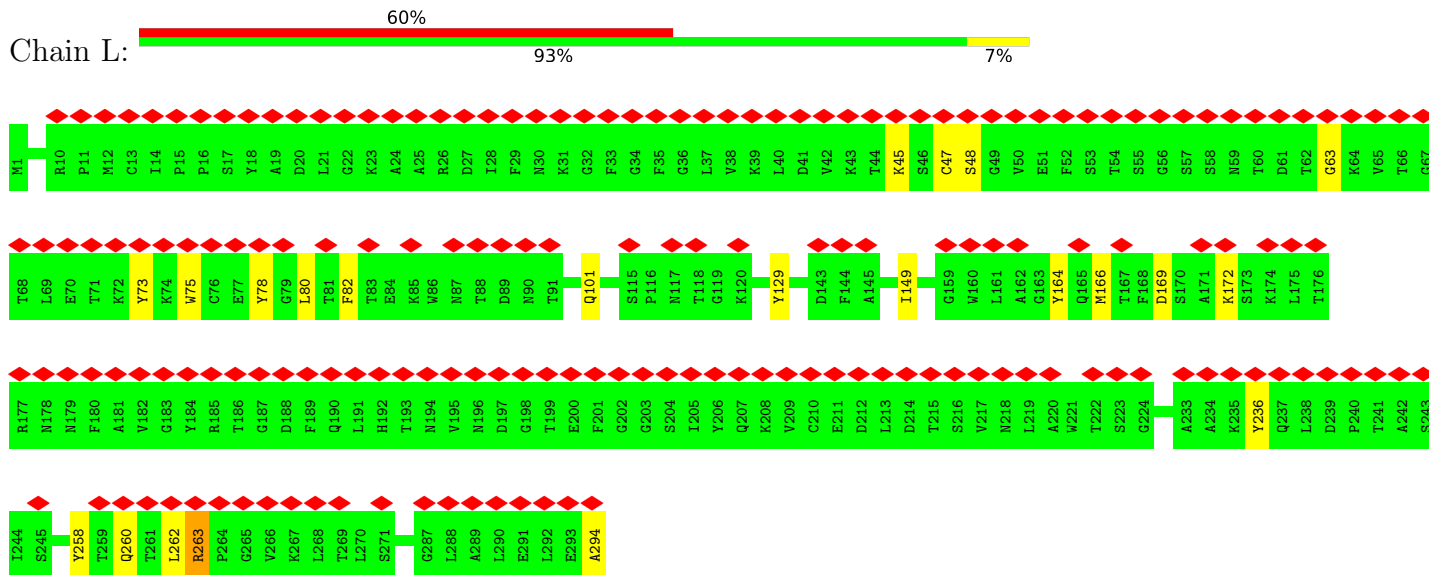 60%
Chain L:
93% 7%
M1 R10 P11 M12 C13 I14 P15 P16 S17 Y18 A19 D20 L21 G22 K23 A24 A25 R26 D27 I28 F29 N30 K31 G32 F33 G34 F35 G36 L37 V38 K39 L40 D41 V42 K43 T44 K45 S46 C47 S48 G49 V50 E51 F52 S53 T54 S55 G56 S57 S58 N59 T60 D61 T62 G63 K64 V65 T66 G67
T68 L69 E70 T71 K72 Y73 K74 W75 C76 E77 Y78 G79 L80 T81 F82 T83 E84 K85 W86 N87 T88 D89 N90 T91 Q101 S115 P116 N117 T118 G119 K120 Y129 D143 F144 A145 I149 G159 W160 L161 A162 G163 Y164 Q165 M166 T167 F168 D169 S170 A171 K172 S173 K174 L175 T176
R177 N178 N179 F180 A181 V182 G183 Y184 R185 T186 G187 D188 F189 Q190 L191 H192 T193 N194 V195 N196 D197 G198 T199 E200 F201 G202 G203 S204 I205 Y206 Q207 K208 V209 C210 E211 D212 L213 D214 T215 S216 V217 N218 L219 A220 W221 T222 S223 G224 A233 A234 K235 Y236 Q237 L238 D239 P240 T241 A242 S243
I244 S245 Y258 T259 Q260 T261 L262 R263 P264 G265 V266 K267 L268 T269 L270 S271 G287 L288 A289 L290 E291 L292 E293 A294